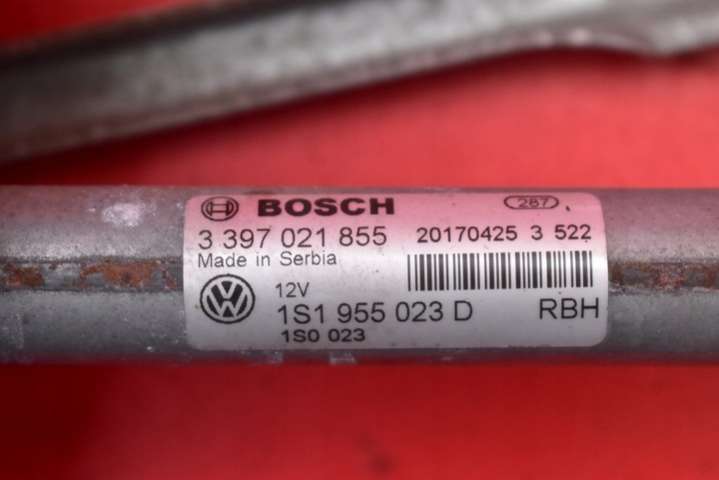 BOSCH 287
3 397 021 855 20170425 3 522
Made in Serbia
12V
1S1 955 023 D RBH
1S0 023